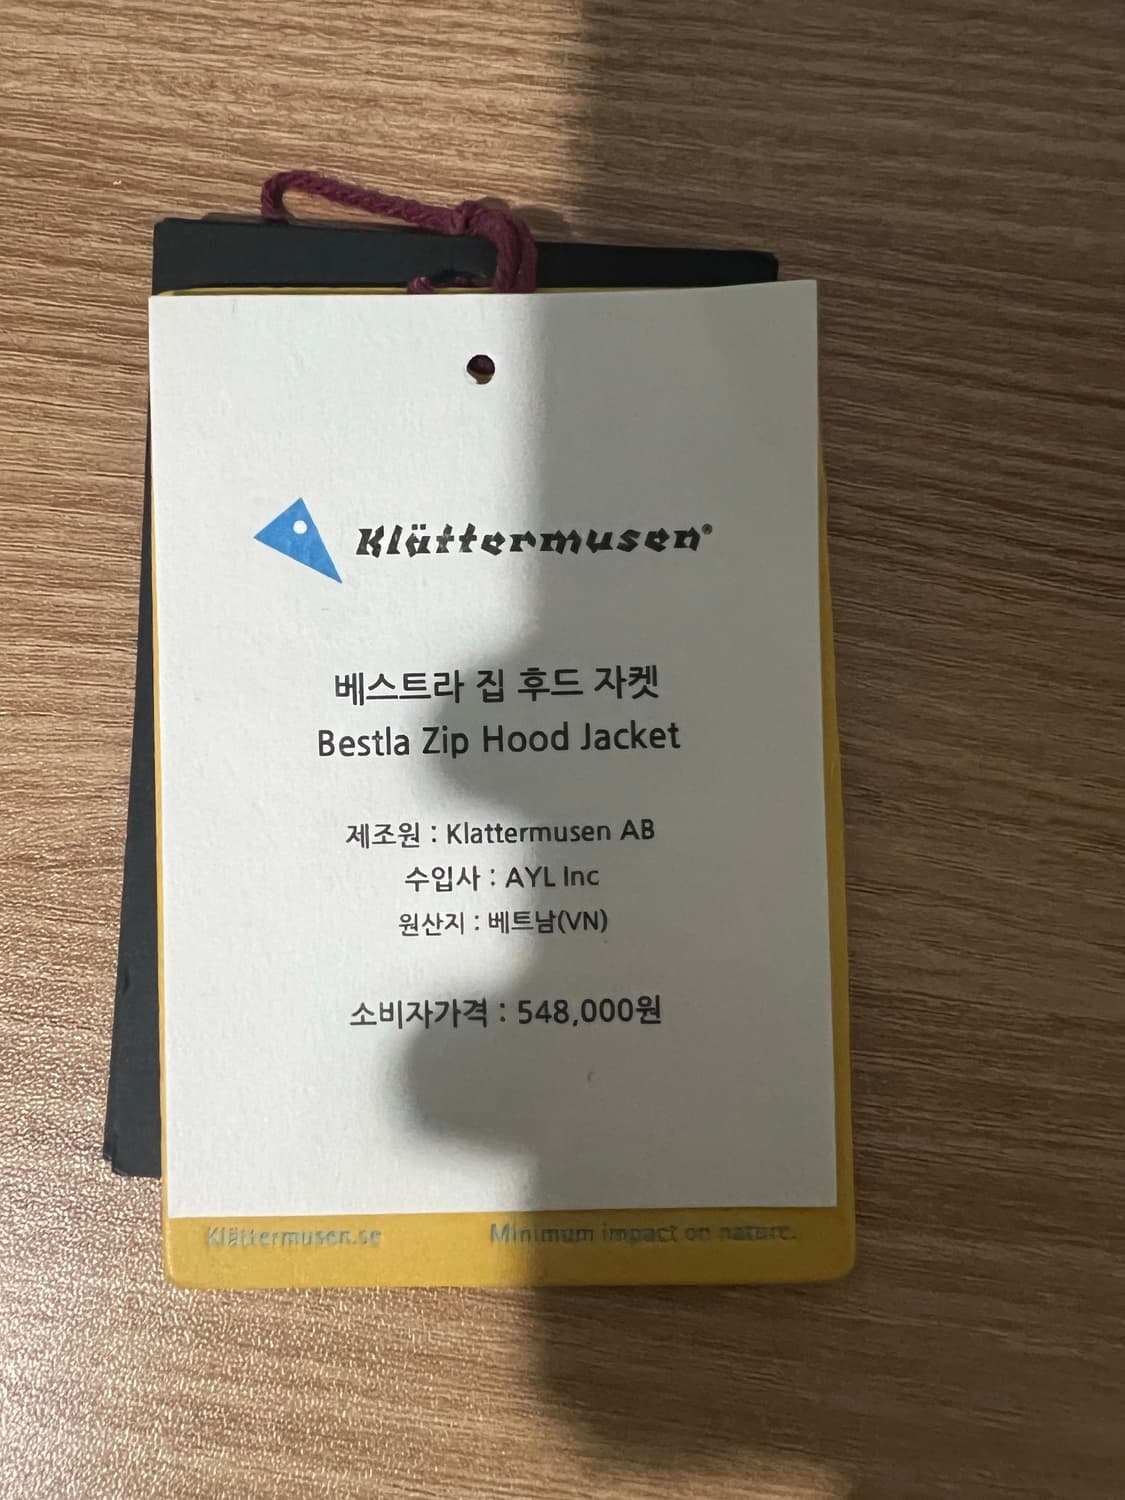 Klättermusen®
베스트라 집 후드 자켓
Bestla Zip Hood Jacket
제조원 : Klattermusen AB
수입사 : AYL Inc
원산지 : 베트남(VN)
소비자가격 : 548,000원
Klättermusen.se
Minimum impact on nature.